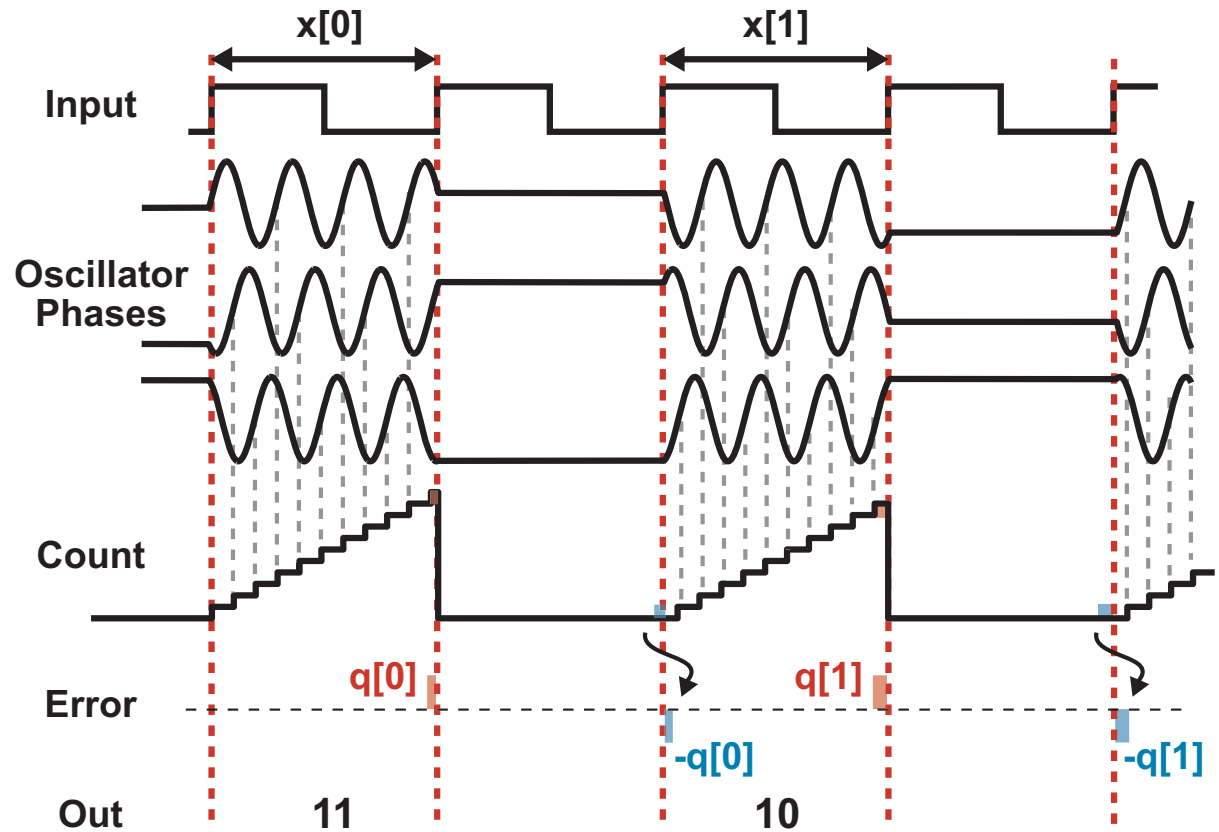 x[0]
x[1]
Input
Oscillator
Phases
Count
q[0]
q[1]
Error
-q[0]
-q[1]
Out
11
10